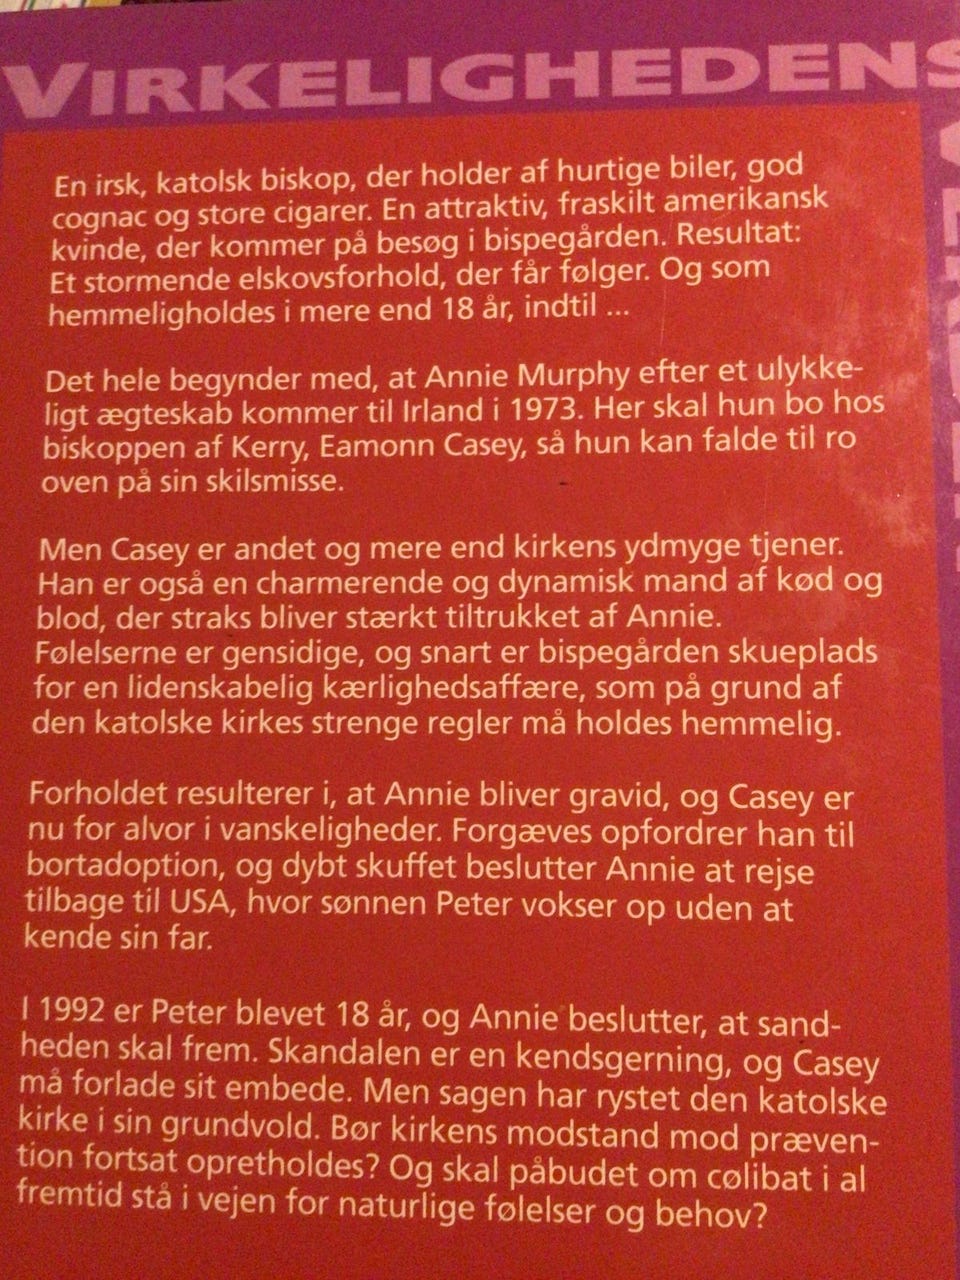 VIRKELIGHEDENS
En irsk, katolsk biskop, der holder af hurtige biler, god
cognac og store cigarer. En attraktiv, fraskilt amerikansk
kvinde, der kommer på besøg i bispegården. Resultat:
Et stormende elskovsforhold, der får følger. Og som
hemmeligholdes i mere end 18 år, indtil ...
Det hele begynder med, at Annie Murphy efter et ulykke-
ligt ægteskab kommer til Irland i 1973. Her skal hun bo hos
biskoppen af Kerry, Eamonn Casey, så hun kan falde til ro
oven på sin skilsmisse.
Men Casey er andet og mere end kirkens ydmyge tjener.
Han er også en charmerende og dynamisk mand af kød og
blod, der straks bliver stærkt tiltrukket af Annie.
Følelserne er gensidige, og snart er bispegården skueplads
for en lidenskabelig kærlighedsaffære, som på grund af
den katolske kirkes strenge regler må holdes hemmelig.
Forholdet resulterer i, at Annie bliver gravid, og Casey er
nu for alvor i vanskeligheder. Forgæves opfordrer han til
bortadoption, og dybt skuffet beslutter Annie at rejse
tilbage til USA, hvor sønnen Peter vokser op uden at
kende sin far.
I 1992 er Peter blevet 18 år, og Annie beslutter, at sand-
heden skal frem. Skandalen er en kendsgerning, og Casey
må forlade sit embede. Men sagen har rystet den katolske
kirke i sin grundvold. Bør kirkens modstand mod præven-
tion fortsat opretholdes? Og skal påbudet om cølibat i al
fremtid stå i vejen for naturlige følelser og behov?